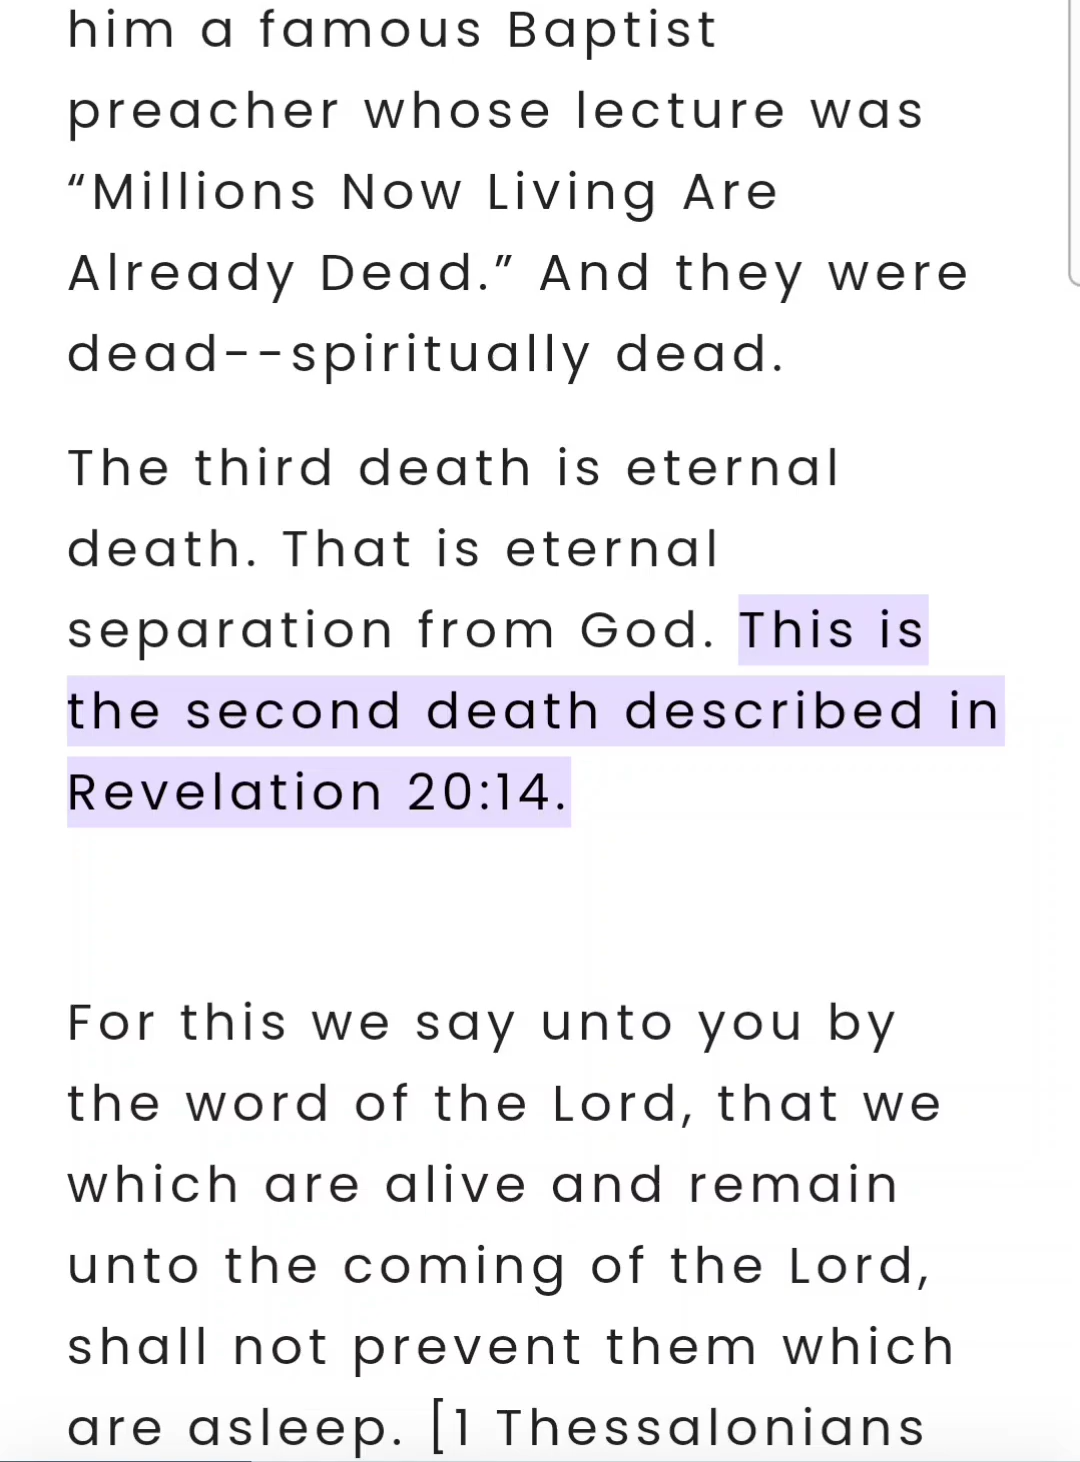 him a famous Baptist
preacher whose lecture was
“Millions Now Living Are
Already Dead.” And they were
dead--spiritually dead.
The third death is eternal
death. That is eternal
separation from God. This is
the second death described in
Revelation 20:14.
For this we say unto you by
the word of the Lord, that we
which are alive and remain
unto the coming of the Lord,
shall not prevent them which
are asleep. [1 Thessalonians